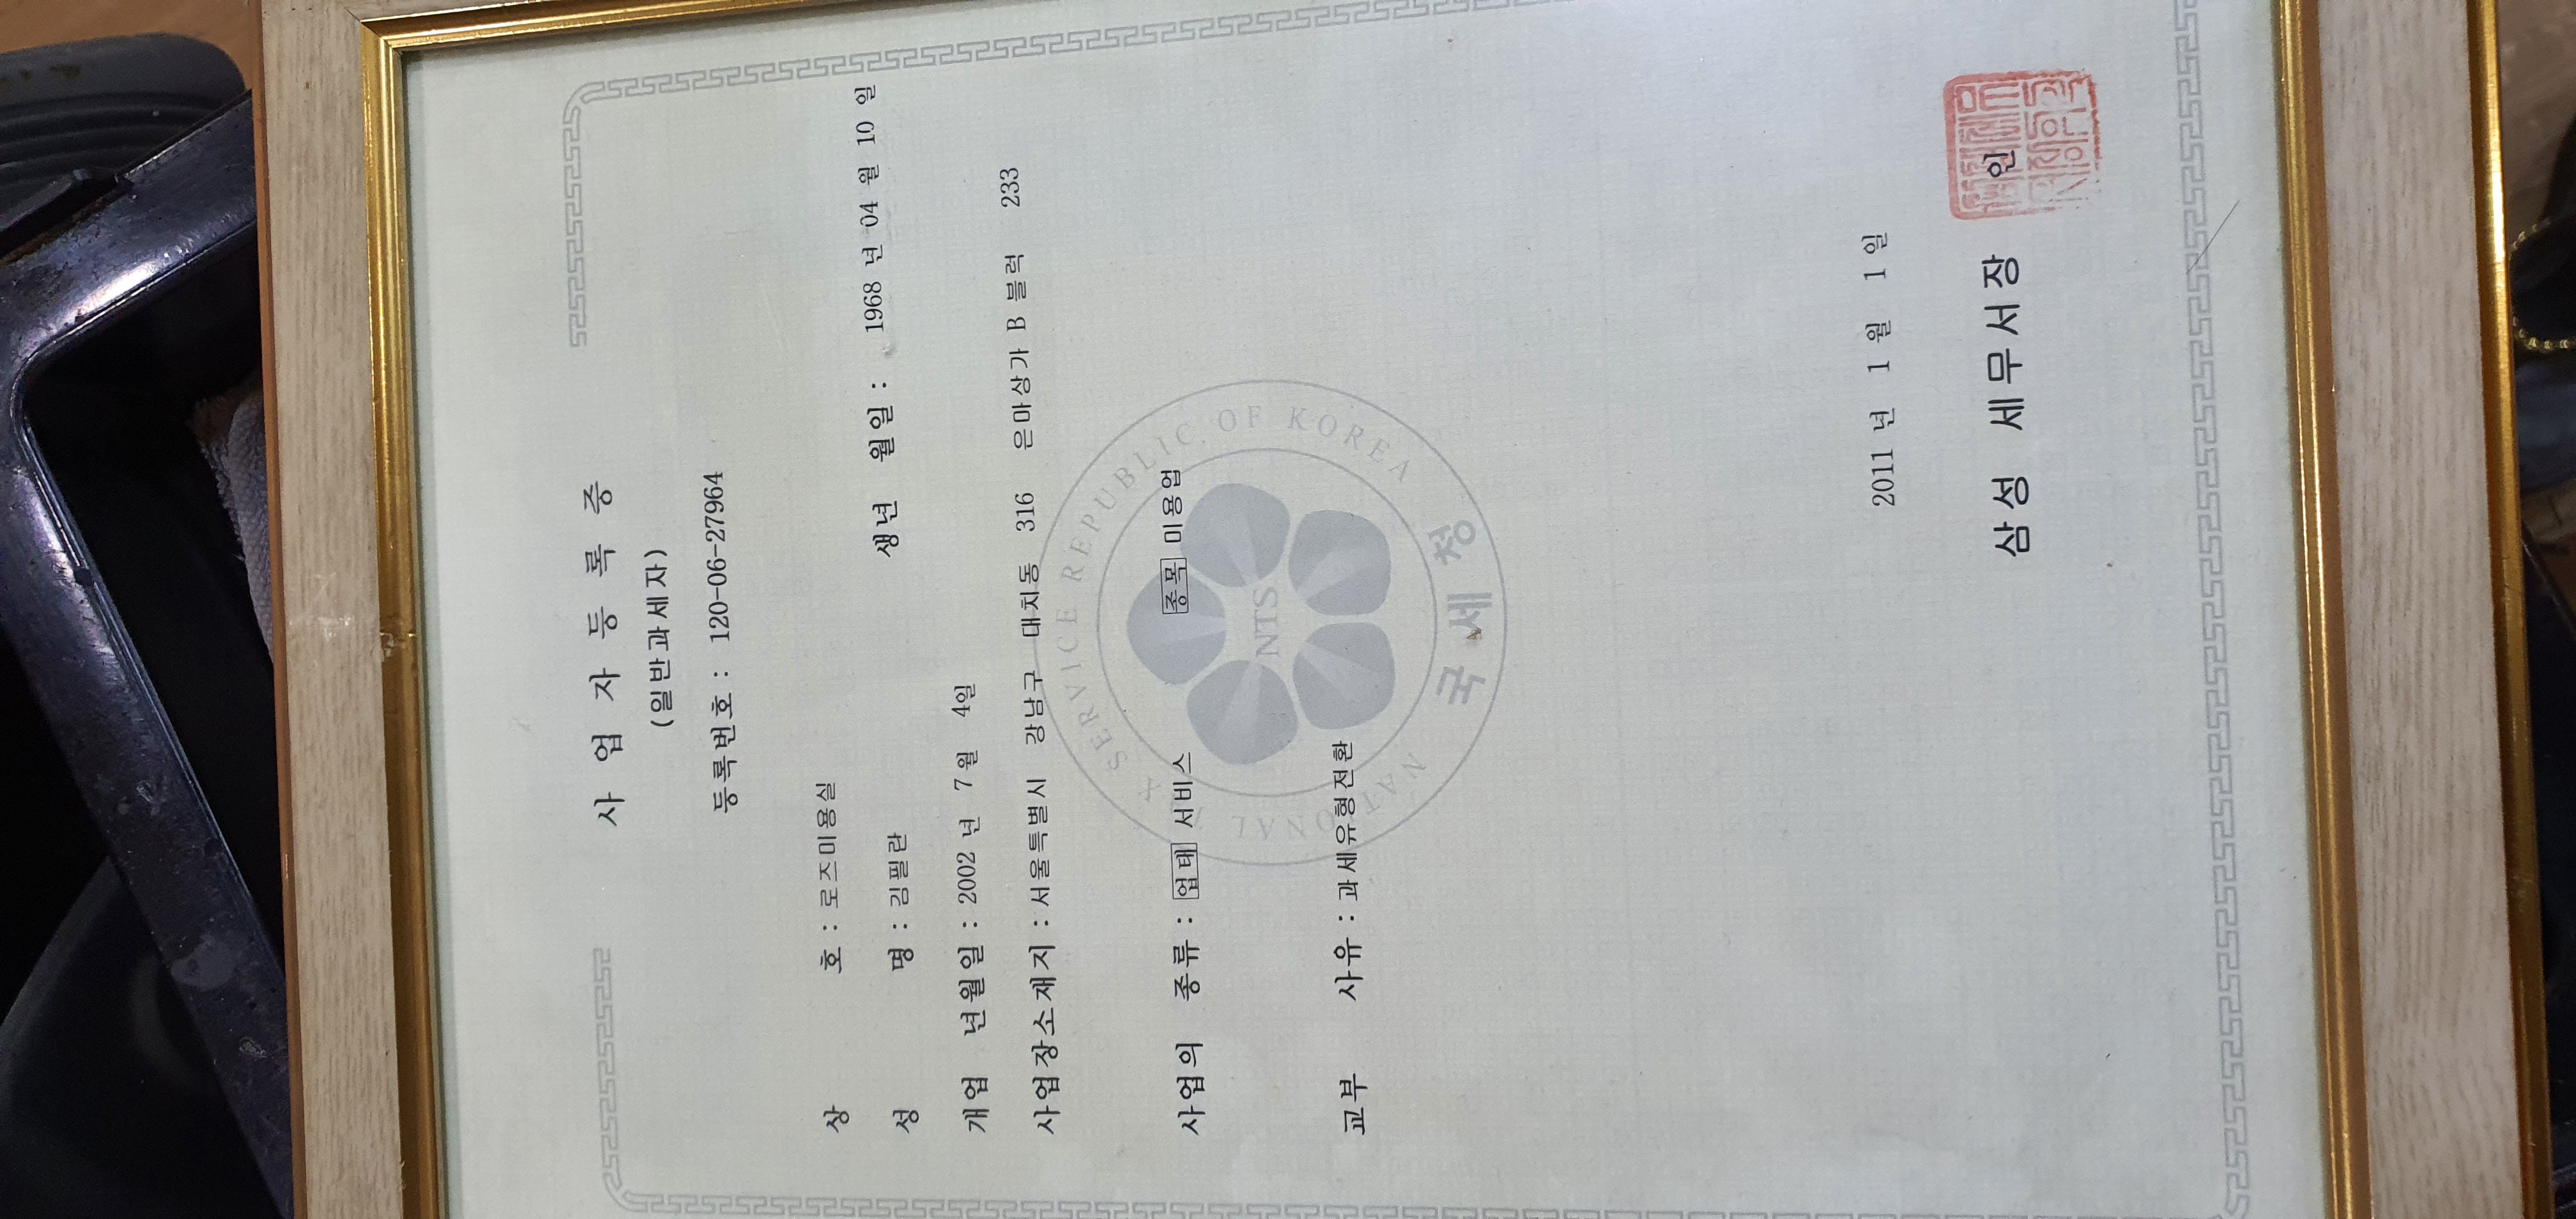 사 업 자 등 록 증
(일반과세자)
등록번호 : 120-06-27964
상 호 : 로즈미용실
성 명 : 김필란 생년 월일 : 1968 년 04 월 10 일
개업 년월일 : 2002 년 7 월 4일
사업장소재지 : 서울특별시 강남구 대치동 316 은마상가 B 블럭 233
사업의 종류 : 업태 서비스 종목 미용업
교부 사유 : 과세유형전환
NATIONAL TAX SERVICE REPUBLIC OF KOREA
NTS
국세청
2011 년 1 월 1 일
삼성 세무서장 인